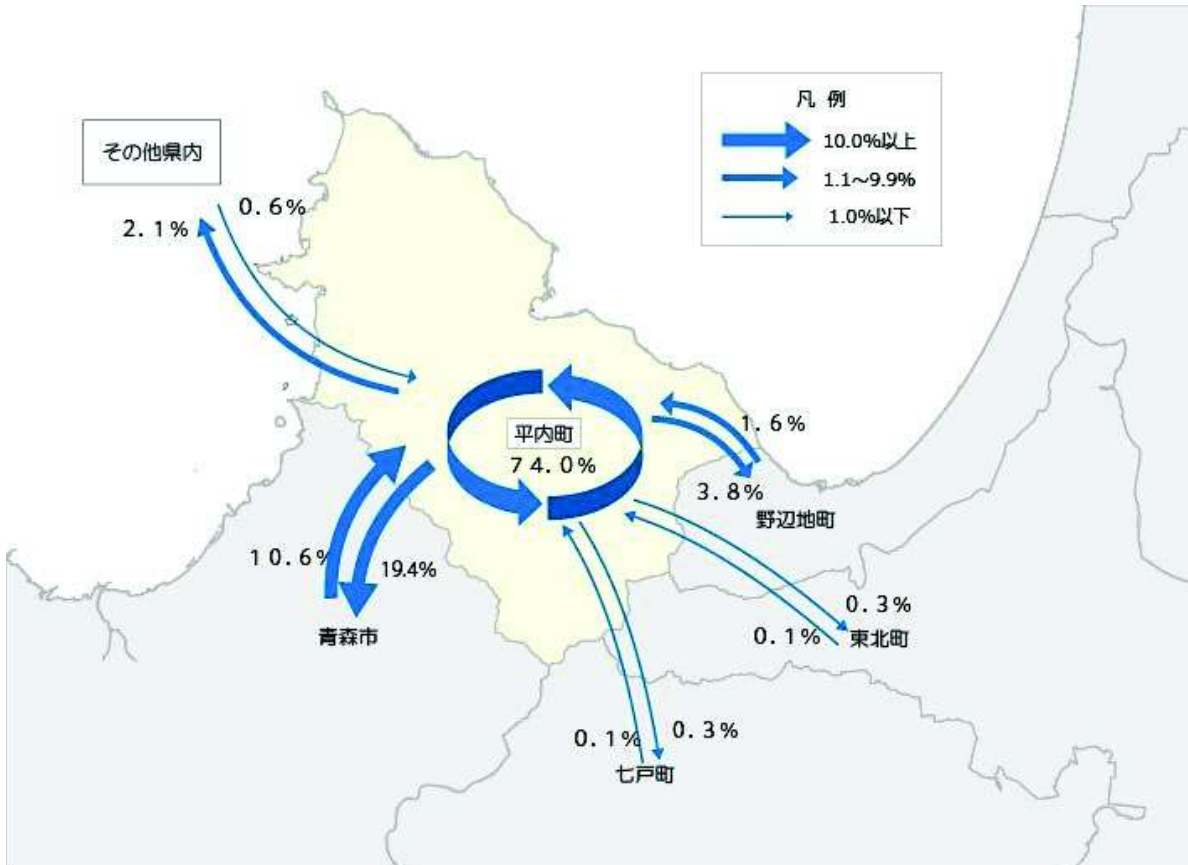 凡 例
10.0%以上
1.1～9.9%
1.0%以下
その他県内
0.6%
2.1%
平内町
74.0%
1.6%
3.8%
野辺地町
10.6%
19.4%
青森市
0.3%
0.1%
東北町
0.1%
0.3%
七戸町